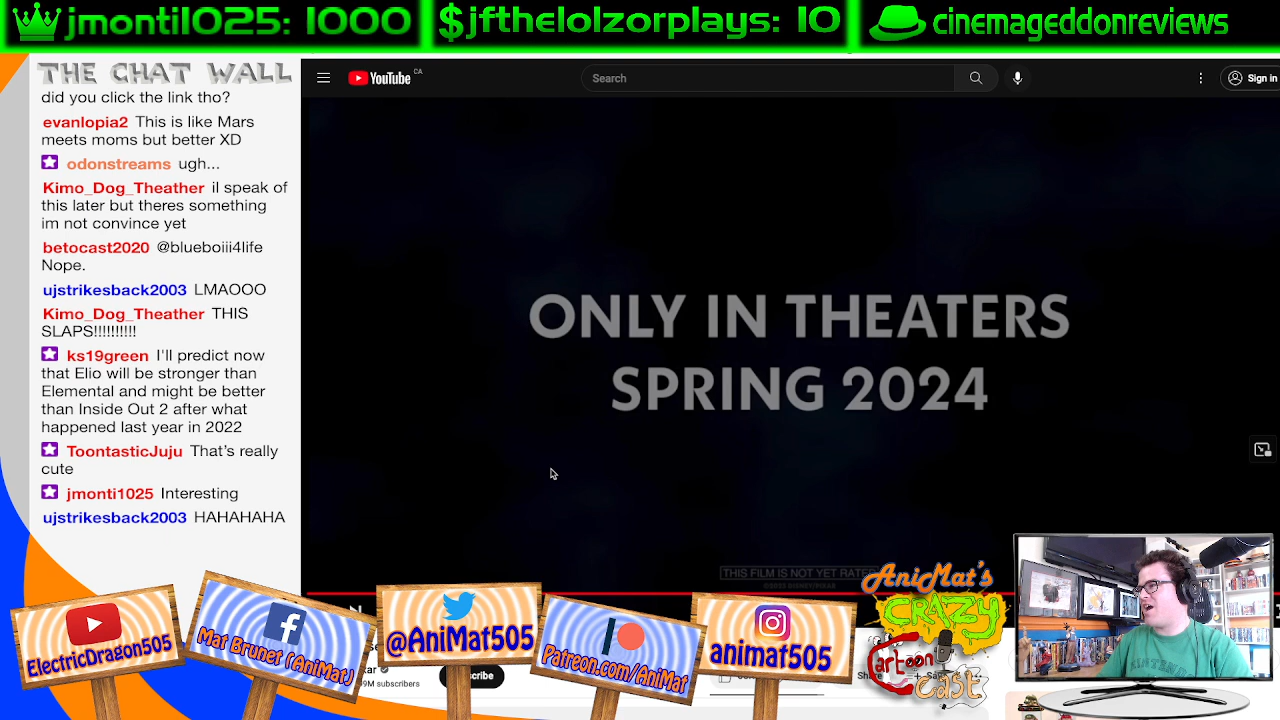 jmonti1025: 1000
$jfthelolzorplays: 10
cinemageddonreviews
THE CHAT WALL
did you click the link tho?
evanlopia2 This is like Mars
meets moms but better XD
odonstreams ugh...
Kimo_Dog_Theather il speak of
this later but theres something
im not convince yet
betocast2020 @blueboiii4life
Nope.
ujstrikesback2003 LMAOOO
Kimo_Dog_Theather THIS
SLAPS!!!!!!!!!!
ks19green I'll predict now
that Elio will be stronger than
Elemental and might be better
than Inside Out 2 after what
happened last year in 2022
ToontasticJuju That's really
cute
jmonti1025 Interesting
ujstrikesback2003 HAHAHAHA
YouTube CA
Search
Sign in
ONLY IN THEATERS
SPRING 2024
THIS FILM IS NOT YET RATED
ElectricDragon505
Mat Brunet (AniMat)
@AniMat505
Patreon.com/AniMat
animat505
AniMat's
CRAZY
Cartoon
Cast
NINTENDO
9M subscribers